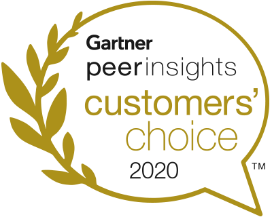 Gartner
peerinsights
customers'
choice
2020
™